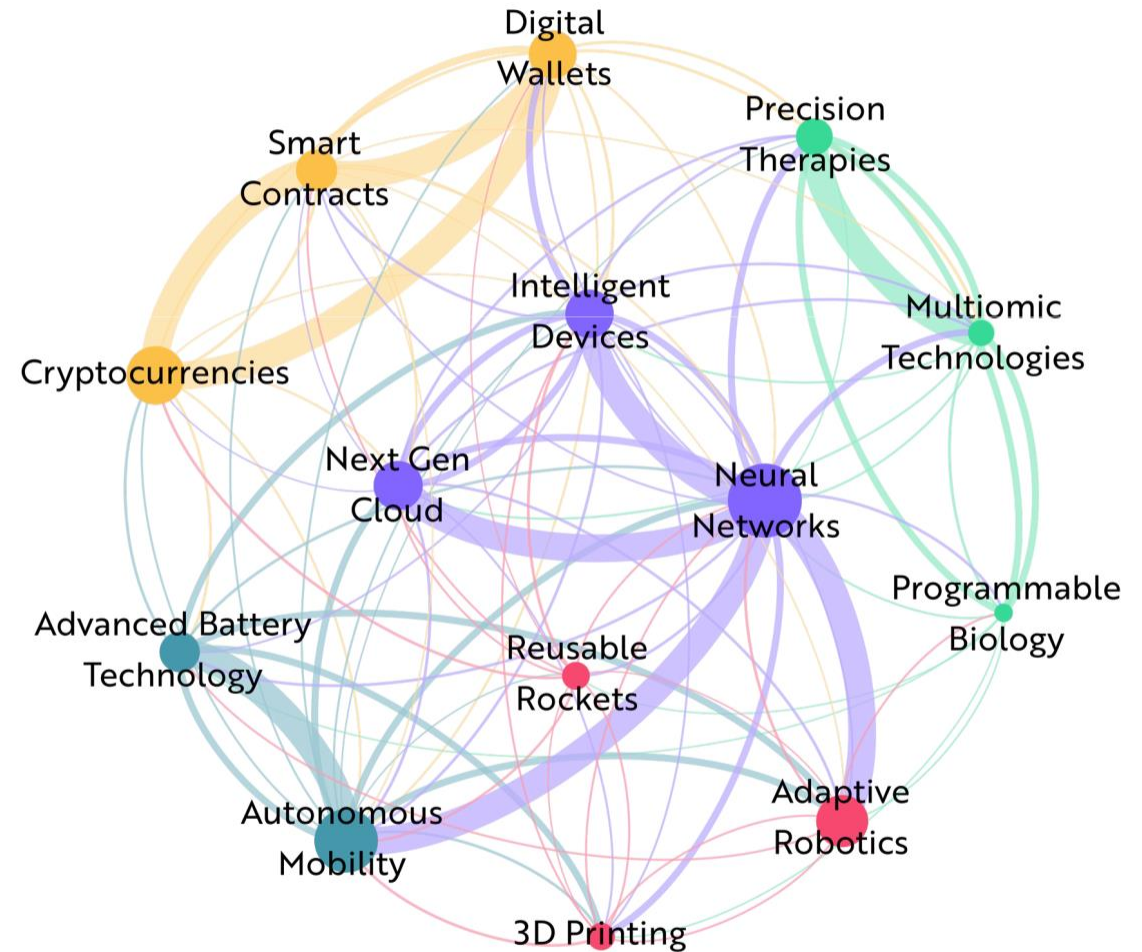 Digital
Wallets
Precision
Therapies
Smart
Contracts
Intelligent
Devices
Multiomic
Technologies
Cryptocurrencies
Next Gen
Cloud
Neural
Networks
Programmable
Biology
Advanced Battery
Technology
Reusable
Rockets
Autonomous
Mobility
Adaptive
Robotics
3D Printing